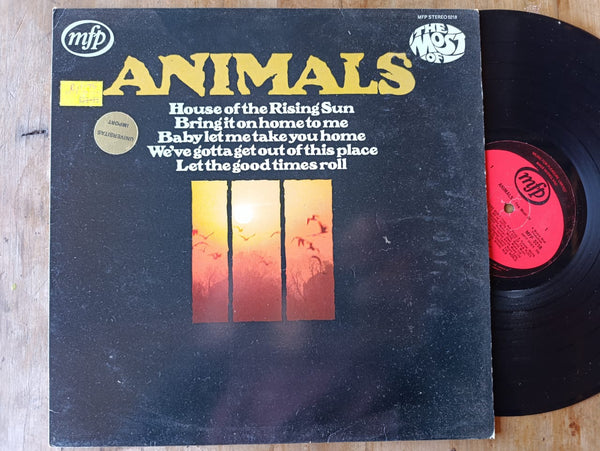 mfp
MFP STEREO 5218
THE
MOST
OF
ANIMALS
House of the Rising Sun
Bring it on home to me
Baby let me take you home
We've gotta get out of this place
Let the good times roll
UNIVERSITAS
IMPORT
mfp